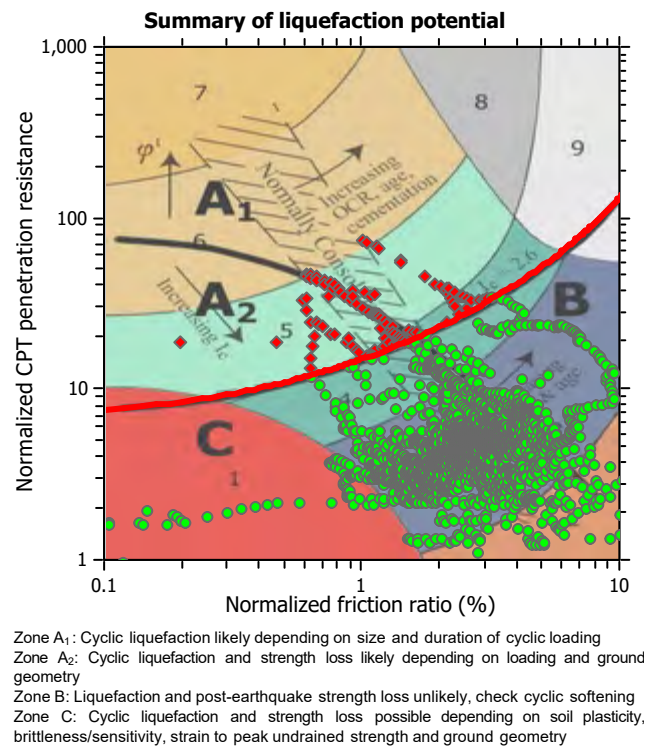 Summary of liquefaction potential
1,000
100
10
1
Normalized CPT penetration resistance
7
8
9
φ'
A1
Increasing
OCR, age,
cementation
Normally
6
A2
Increasing Ic
5
2.6
B
C
1
& age
0.1
1
10
Normalized friction ratio (%)
Zone A₁: Cyclic liquefaction likely depending on size and duration of cyclic loading
Zone A₂: Cyclic liquefaction and strength loss likely depending on loading and ground
geometry
Zone B: Liquefaction and post-earthquake strength loss unlikely, check cyclic softening
Zone C: Cyclic liquefaction and strength loss possible depending on soil plasticity,
brittleness/sensitivity, strain to peak undrained strength and ground geometry